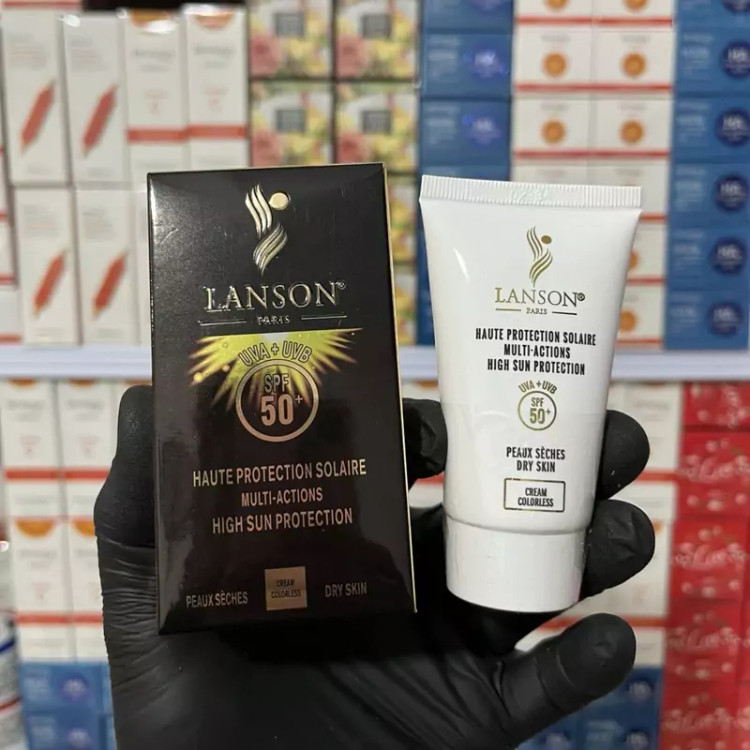 LANSON®
PARIS
UVA + UVB
SPF
50+
HAUTE PROTECTION SOLAIRE
MULTI-ACTIONS
HIGH SUN PROTECTION
PEAUX SÈCHES
CREAM
COLORLESS
DRY SKIN
LANSON®
PARIS
HAUTE PROTECTION SOLAIRE
MULTI-ACTIONS
HIGH SUN PROTECTION
UVA + UVB
SPF
50+
PEAUX SÈCHES
DRY SKIN
CREAM
COLORLESS